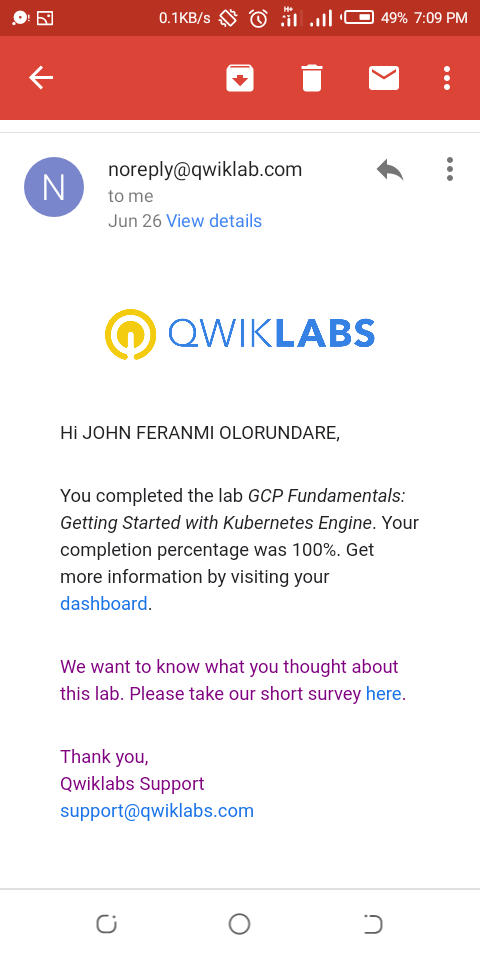 0.1KB/s H+ 49% 7:09 PM
N
noreply@qwiklab.com
to me
Jun 26 View details
QWIKLABS
Hi JOHN FERANMI OLORUNDARE,
You completed the lab GCP Fundamentals:
Getting Started with Kubernetes Engine. Your
completion percentage was 100%. Get
more information by visiting your
dashboard.
We want to know what you thought about
this lab. Please take our short survey here.
Thank you,
Qwiklabs Support
support@qwiklabs.com